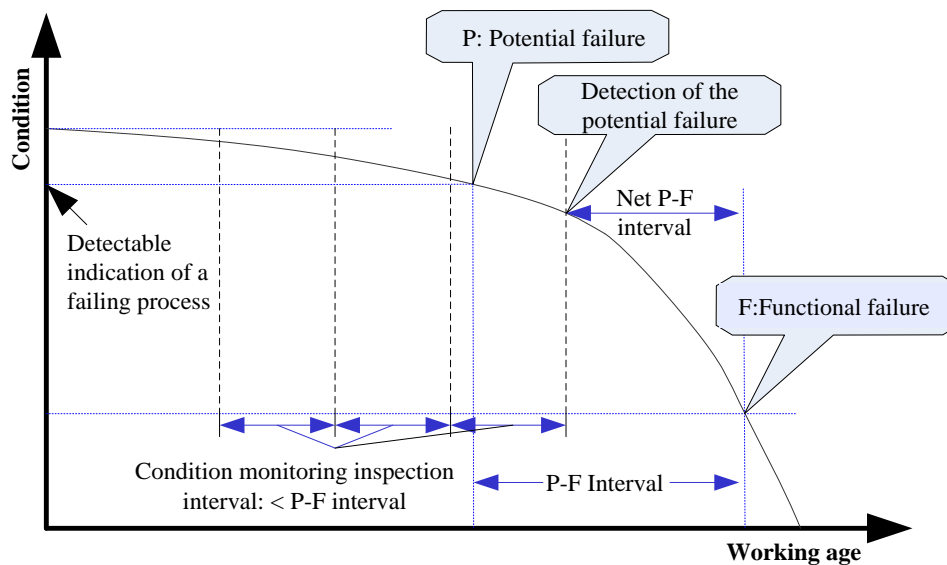 P: Potential failure
Detection of the
potential failure
Condition
Net P-F
interval
Detectable
indication of a
failing process
F:Functional failure
Condition monitoring inspection
interval: < P-F interval
P-F Interval
Working age